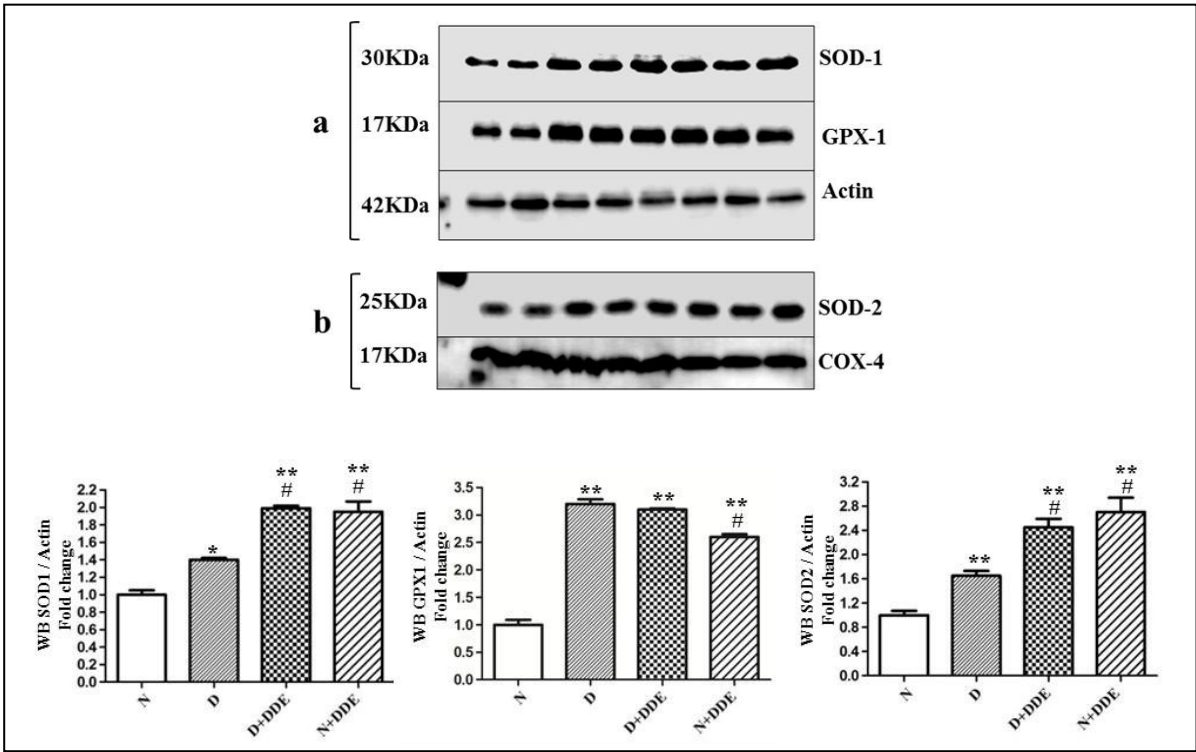 a
30KDa
SOD-1
17KDa
GPX-1
42KDa
Actin
b
25KDa
SOD-2
17KDa
COX-4
WB SOD1 / Actin
Fold change
2.2
2.0
1.8
1.6
1.4
1.2
1.0
0.8
0.6
0.4
0.2
0.0
*
**
#
**
#
N
D
D+DDE
N+DDE
WB GPX1 / Actin
Fold change
3.5
3.0
2.5
2.0
1.5
1.0
0.5
0.0
**
**
**
#
N
D
D+DDE
N+DDE
WB SOD2 / Actin
Fold change
3.2
2.8
2.4
2.0
1.6
1.2
0.8
0.4
0.0
**
**
#
**
#
N
D
D+DDE
N+DDE